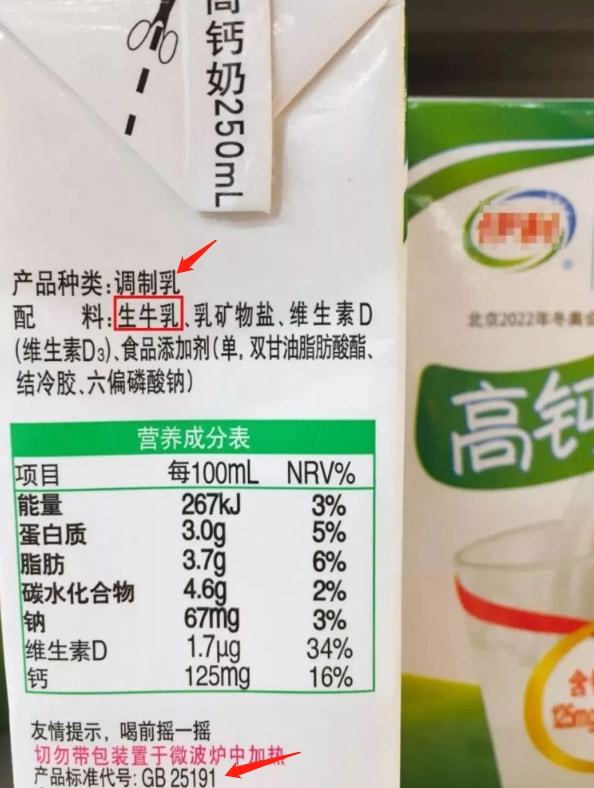 高钙奶250mL
产品种类:调制乳
配 料:生牛乳、乳矿物盐、维生素D
(维生素D₃)、食品添加剂(单,双甘油脂肪酸酯、
结冷胶、六偏磷酸钠)
营养成分表
项目 每100mL NRV%
能量 267kJ 3%
蛋白质 3.0g 5%
脂肪 3.7g 6%
碳水化合物 4.6g 2%
钠 67mg 3%
维生素D 1.7μg 34%
钙 125mg 16%
友情提示,喝前摇一摇
切勿带包装置于微波炉中加热
产品标准代号: GB 25191
北京2022年冬奥会
高钙
含
125mg